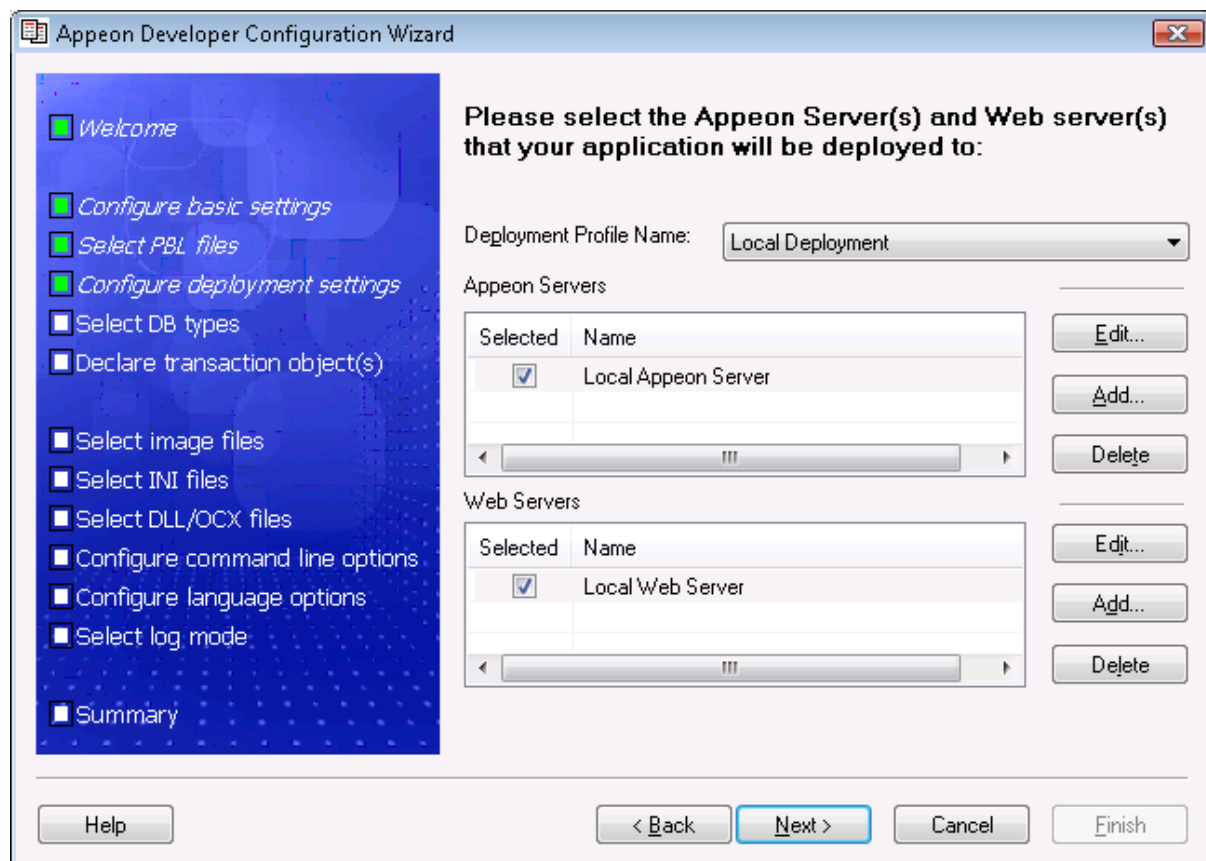 Appeon Developer Configuration Wizard
Welcome
Configure basic settings
Select PBL files
Configure deployment settings
Select DB types
Declare transaction object(s)
Select image files
Select INI files
Select DLL/OCX files
Configure command line options
Configure language options
Select log mode
Summary
Please select the Appeon Server(s) and Web server(s)
that your application will be deployed to:
Deployment Profile Name: Local Deployment
Appeon Servers
Selected Name
Local Appeon Server
Edit...
Add...
Delete
Web Servers
Selected Name
Local Web Server
Edit...
Add...
Delete
Help
< Back
Next >
Cancel
Finish